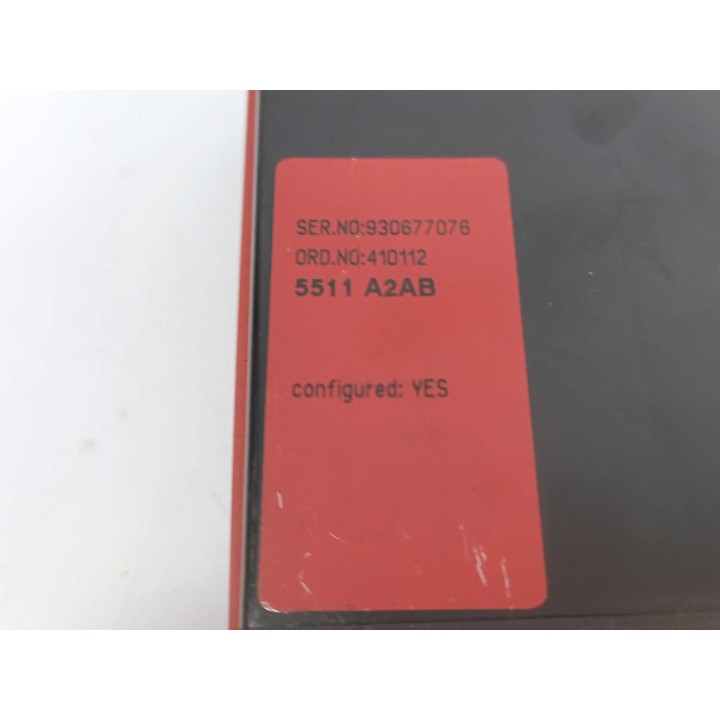 SER.NO:930677076
ORD.NO:410112
5511 A2AB
configured: YES